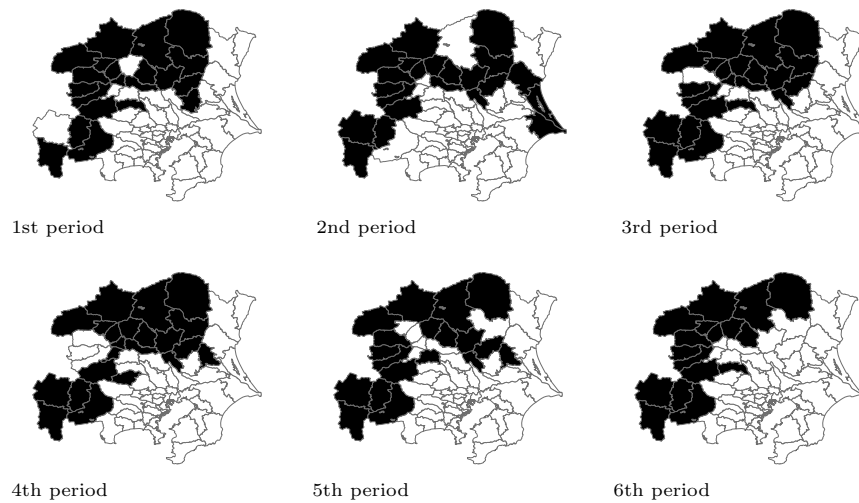 1st period
2nd period
3rd period
4th period
5th period
6th period